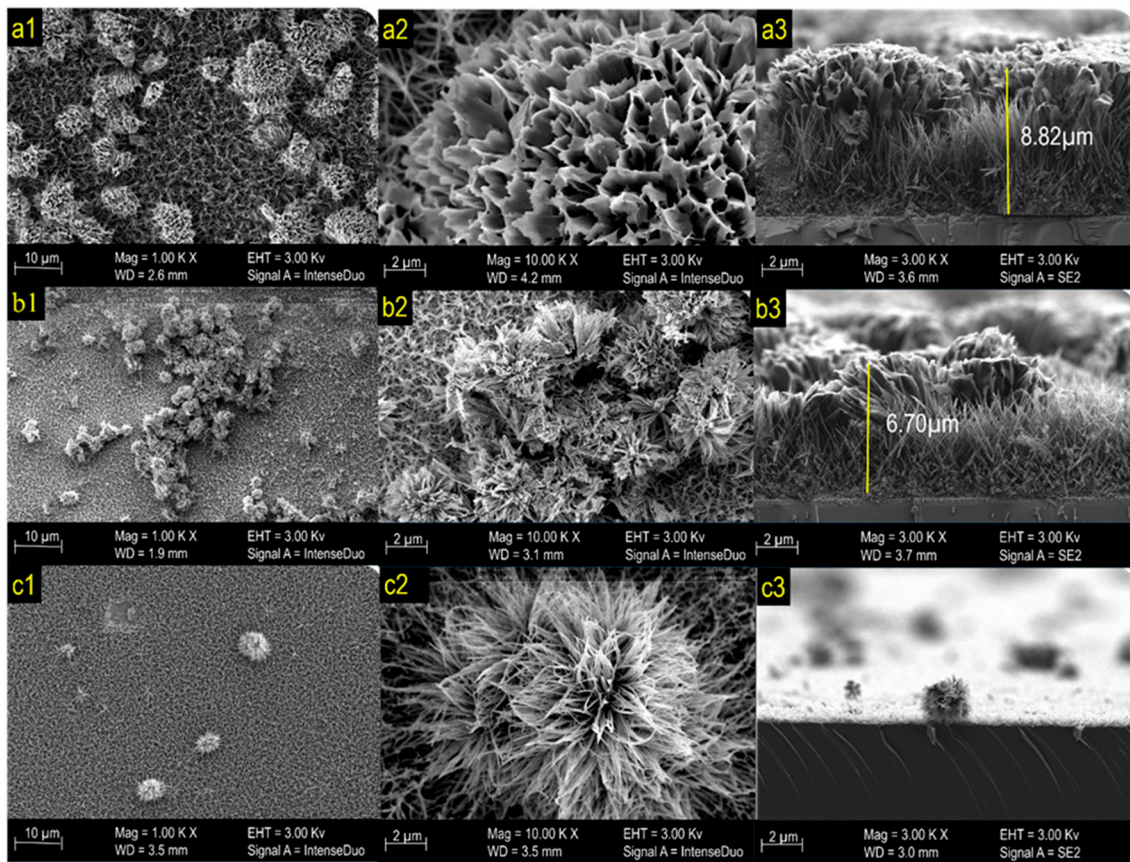 a1
a2
a3
8.82µm
10 µm
Mag = 1.00 K X
WD = 2.6 mm
EHT = 3.00 Kv
Signal A = IntenseDuo
2 µm
Mag = 10.00 K X
WD = 4.2 mm
EHT = 3.00 Kv
Signal A = IntenseDuo
2 µm
Mag = 3.00 K X
WD = 3.6 mm
EHT = 3.00 Kv
Signal A = SE2
b1
b2
b3
6.70µm
10 µm
Mag = 1.00 K X
WD = 1.9 mm
EHT = 3.00 Kv
Signal A = IntenseDuo
2 µm
Mag = 10.00 K X
WD = 3.1 mm
EHT = 3.00 Kv
Signal A = IntenseDuo
2 µm
Mag = 3.00 K X
WD = 3.7 mm
EHT = 3.00 Kv
Signal A = SE2
c1
c2
c3
10 µm
Mag = 1.00 K X
WD = 3.5 mm
EHT = 3.00 Kv
Signal A = IntenseDuo
2 µm
Mag = 10.00 K X
WD = 3.5 mm
EHT = 3.00 Kv
Signal A = IntenseDuo
2 µm
Mag = 3.00 K X
WD = 3.0 mm
EHT = 3.00 Kv
Signal A = SE2